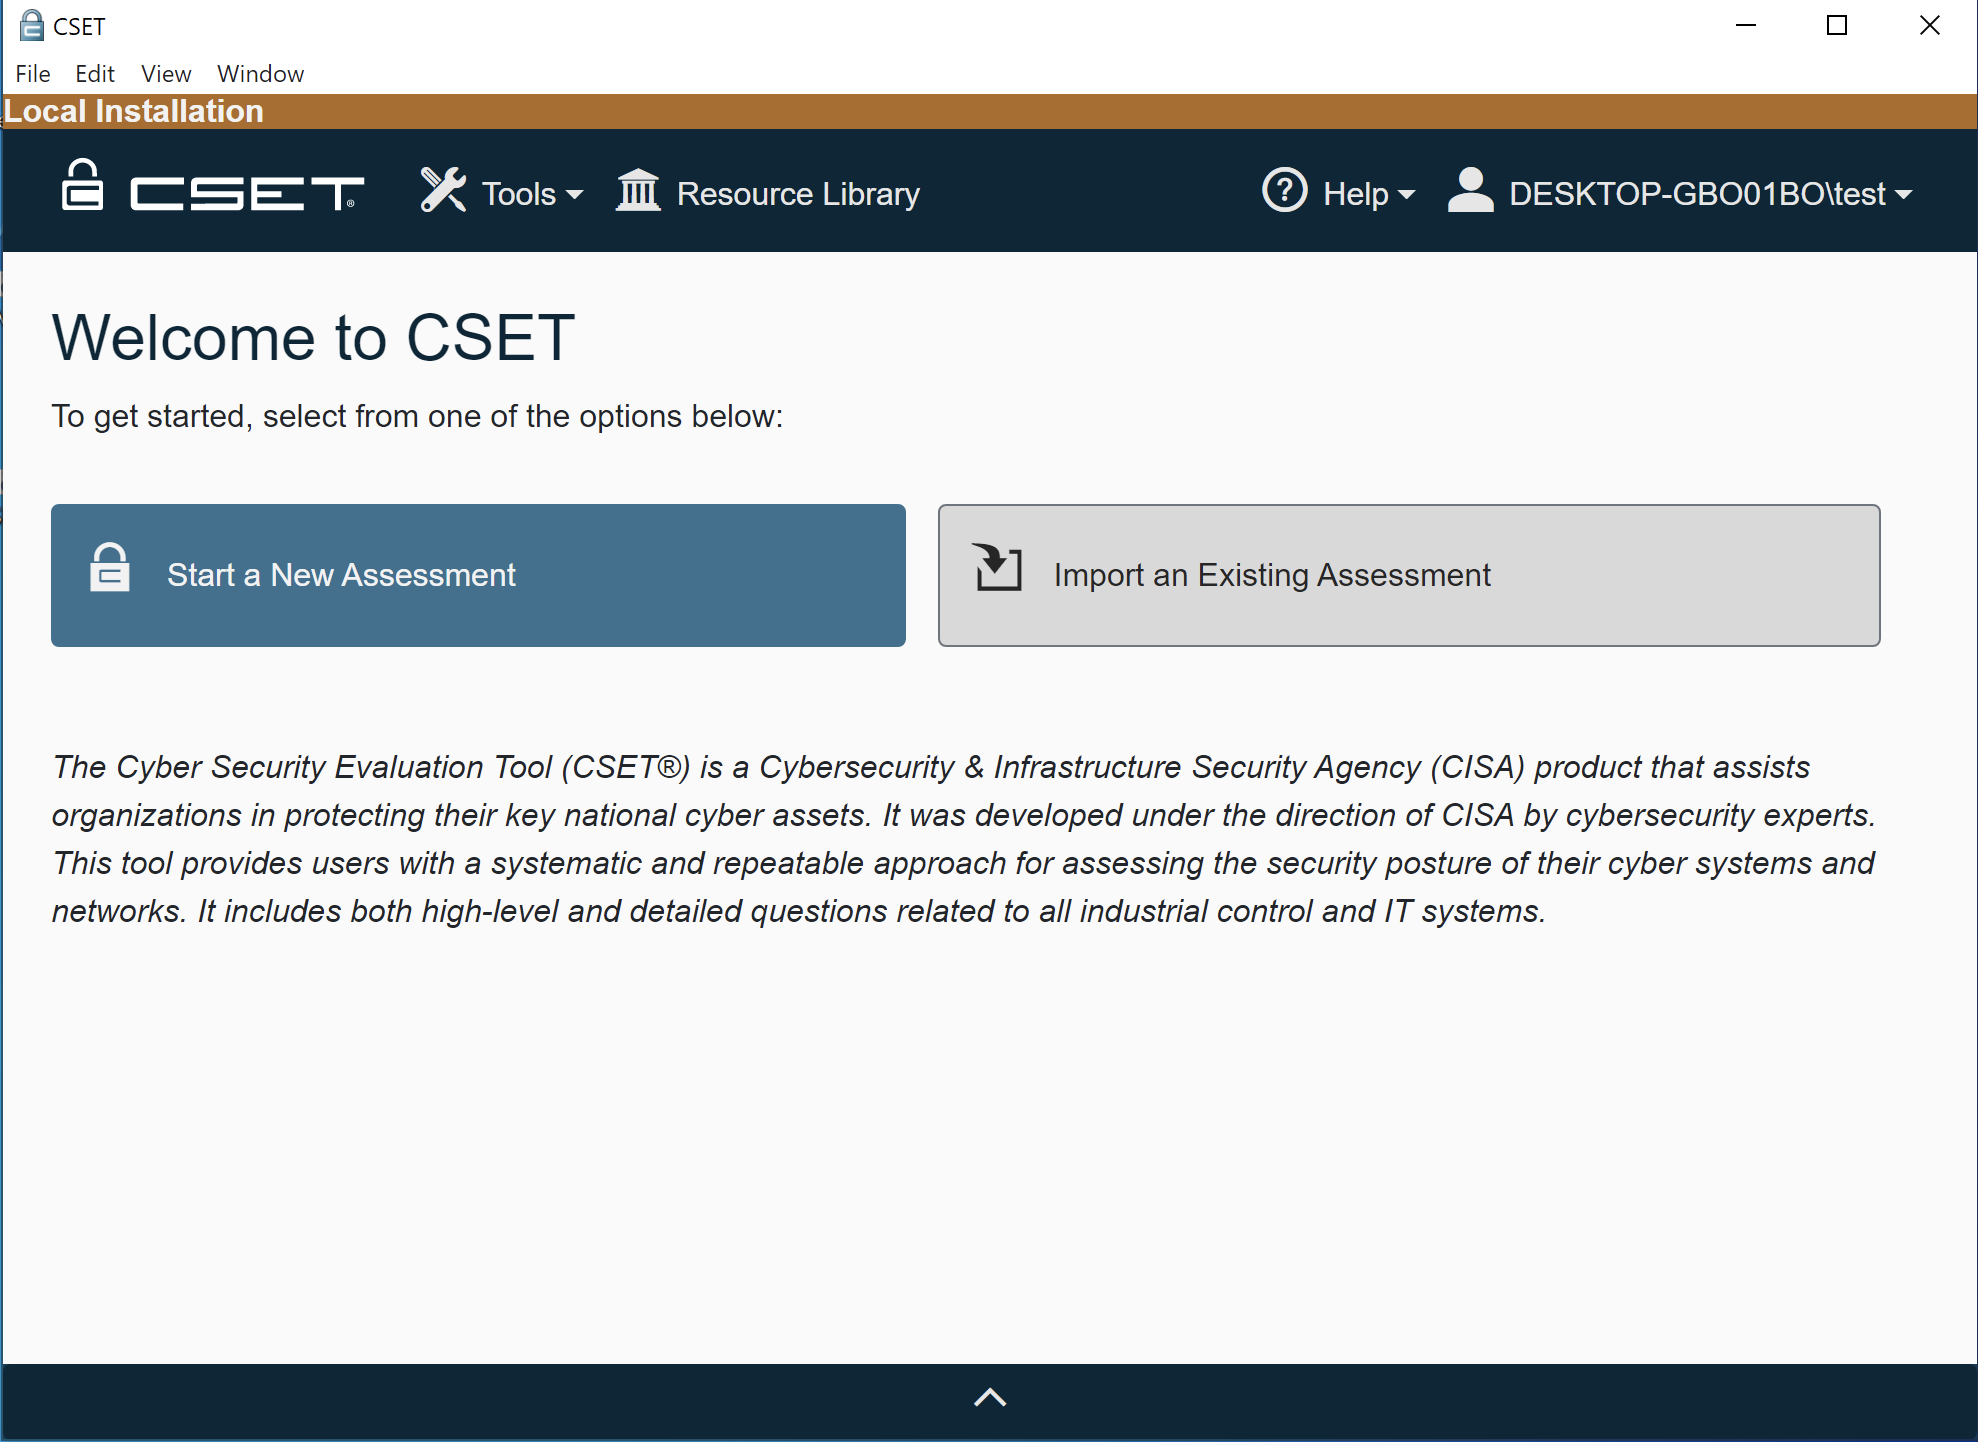 CSET
File Edit View Window
Local Installation
CSET® Tools Resource Library Help DESKTOP-GBO01BO\test
Welcome to CSET
To get started, select from one of the options below:
Start a New Assessment Import an Existing Assessment
The Cyber Security Evaluation Tool (CSET®) is a Cybersecurity & Infrastructure Security Agency (CISA) product that assists
organizations in protecting their key national cyber assets. It was developed under the direction of CISA by cybersecurity experts.
This tool provides users with a systematic and repeatable approach for assessing the security posture of their cyber systems and
networks. It includes both high-level and detailed questions related to all industrial control and IT systems.